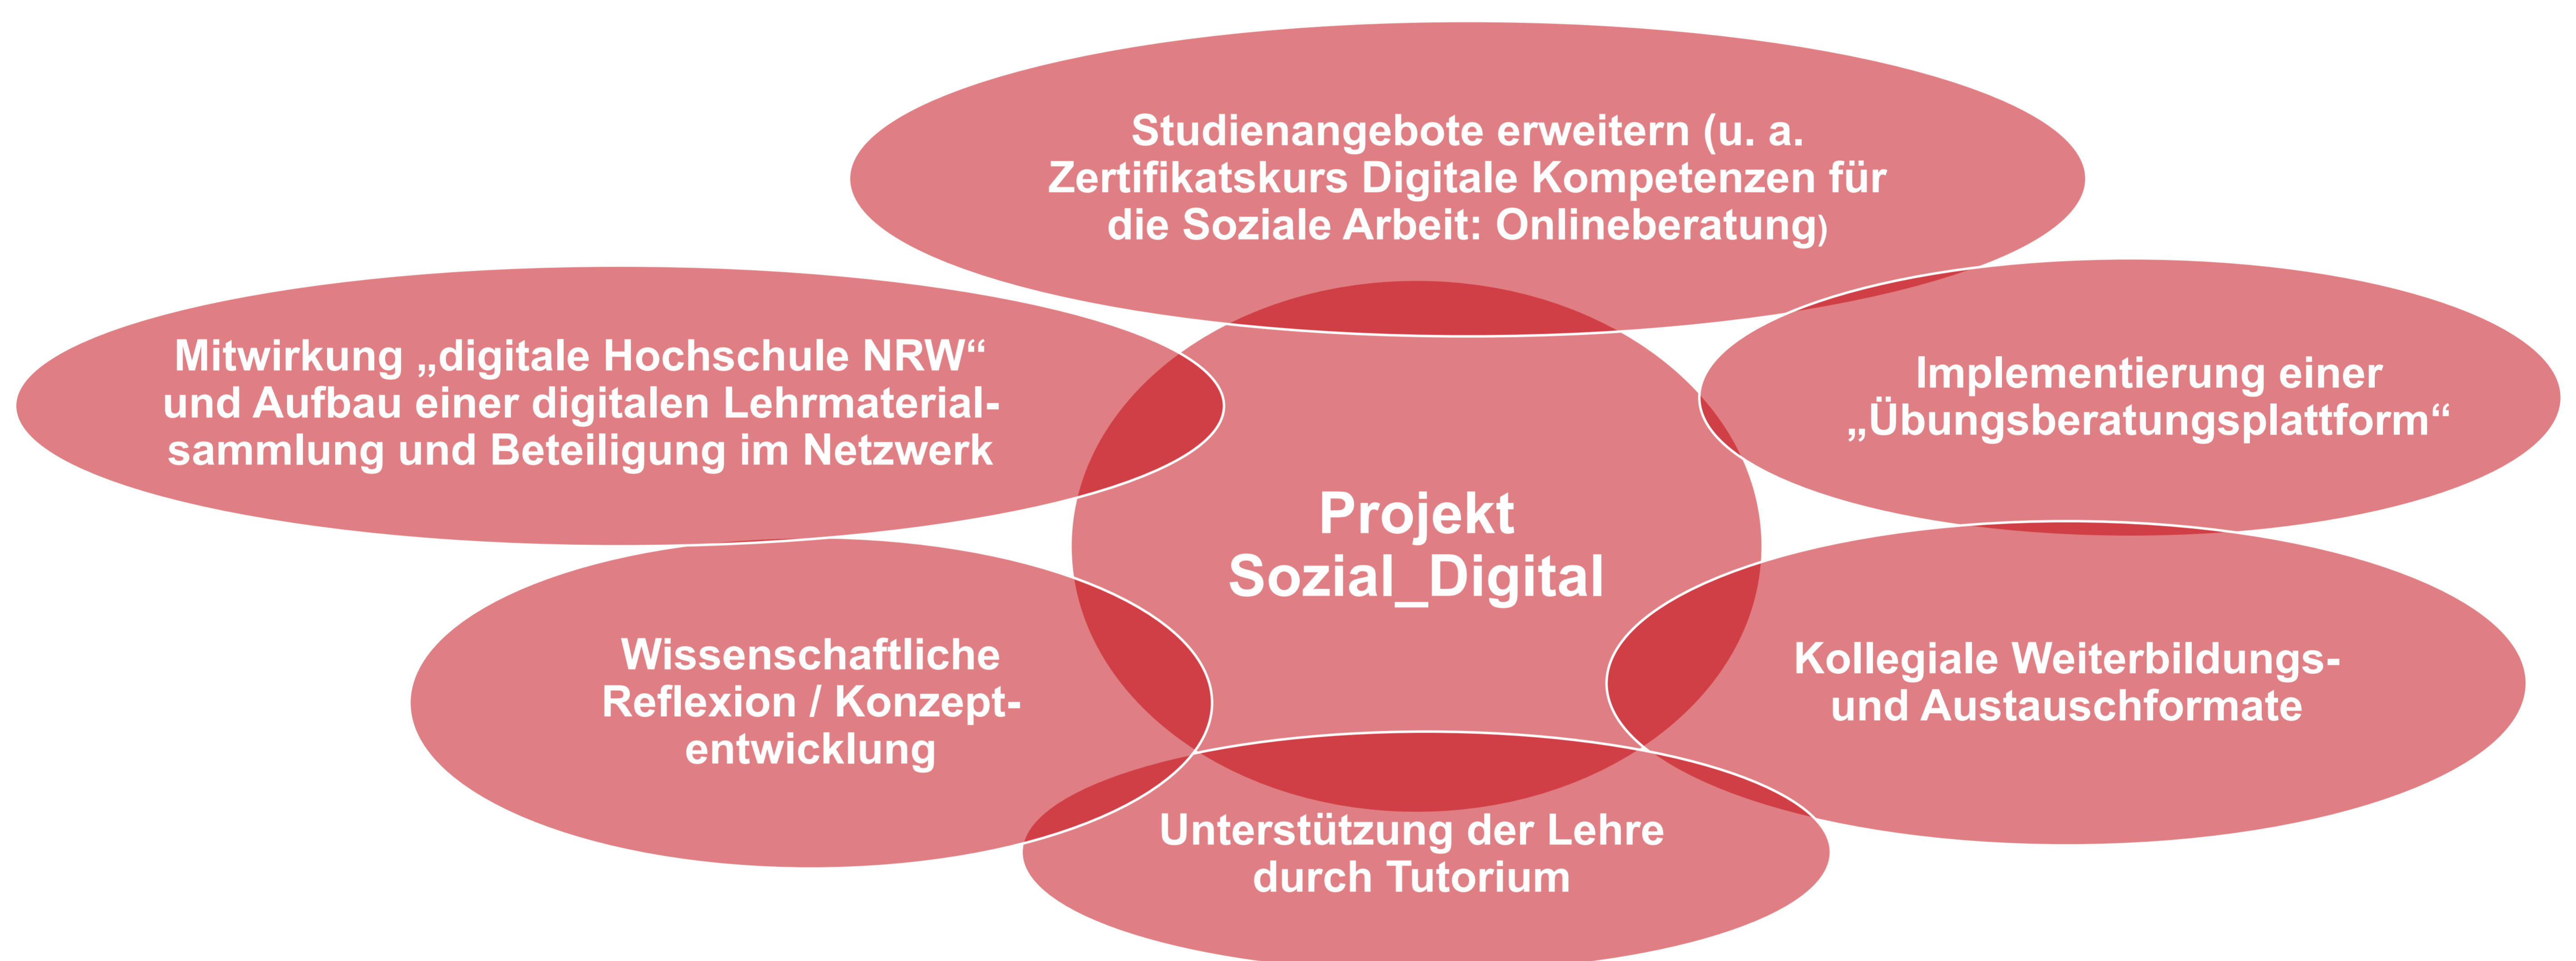 Studienangebote erweitern (u. a.
Zertifikatskurs Digitale Kompetenzen für
die Soziale Arbeit: Onlineberatung)
Mitwirkung „digitale Hochschule NRW“
und Aufbau einer digitalen Lehrmaterial-
sammlung und Beteiligung im Netzwerk
Implementierung einer
„Übungsberatungsplattform“
Projekt
Sozial_Digital
Wissenschaftliche
Reflexion / Konzept-
entwicklung
Kollegiale Weiterbildungs-
und Austauschformate
Unterstützung der Lehre
durch Tutorium